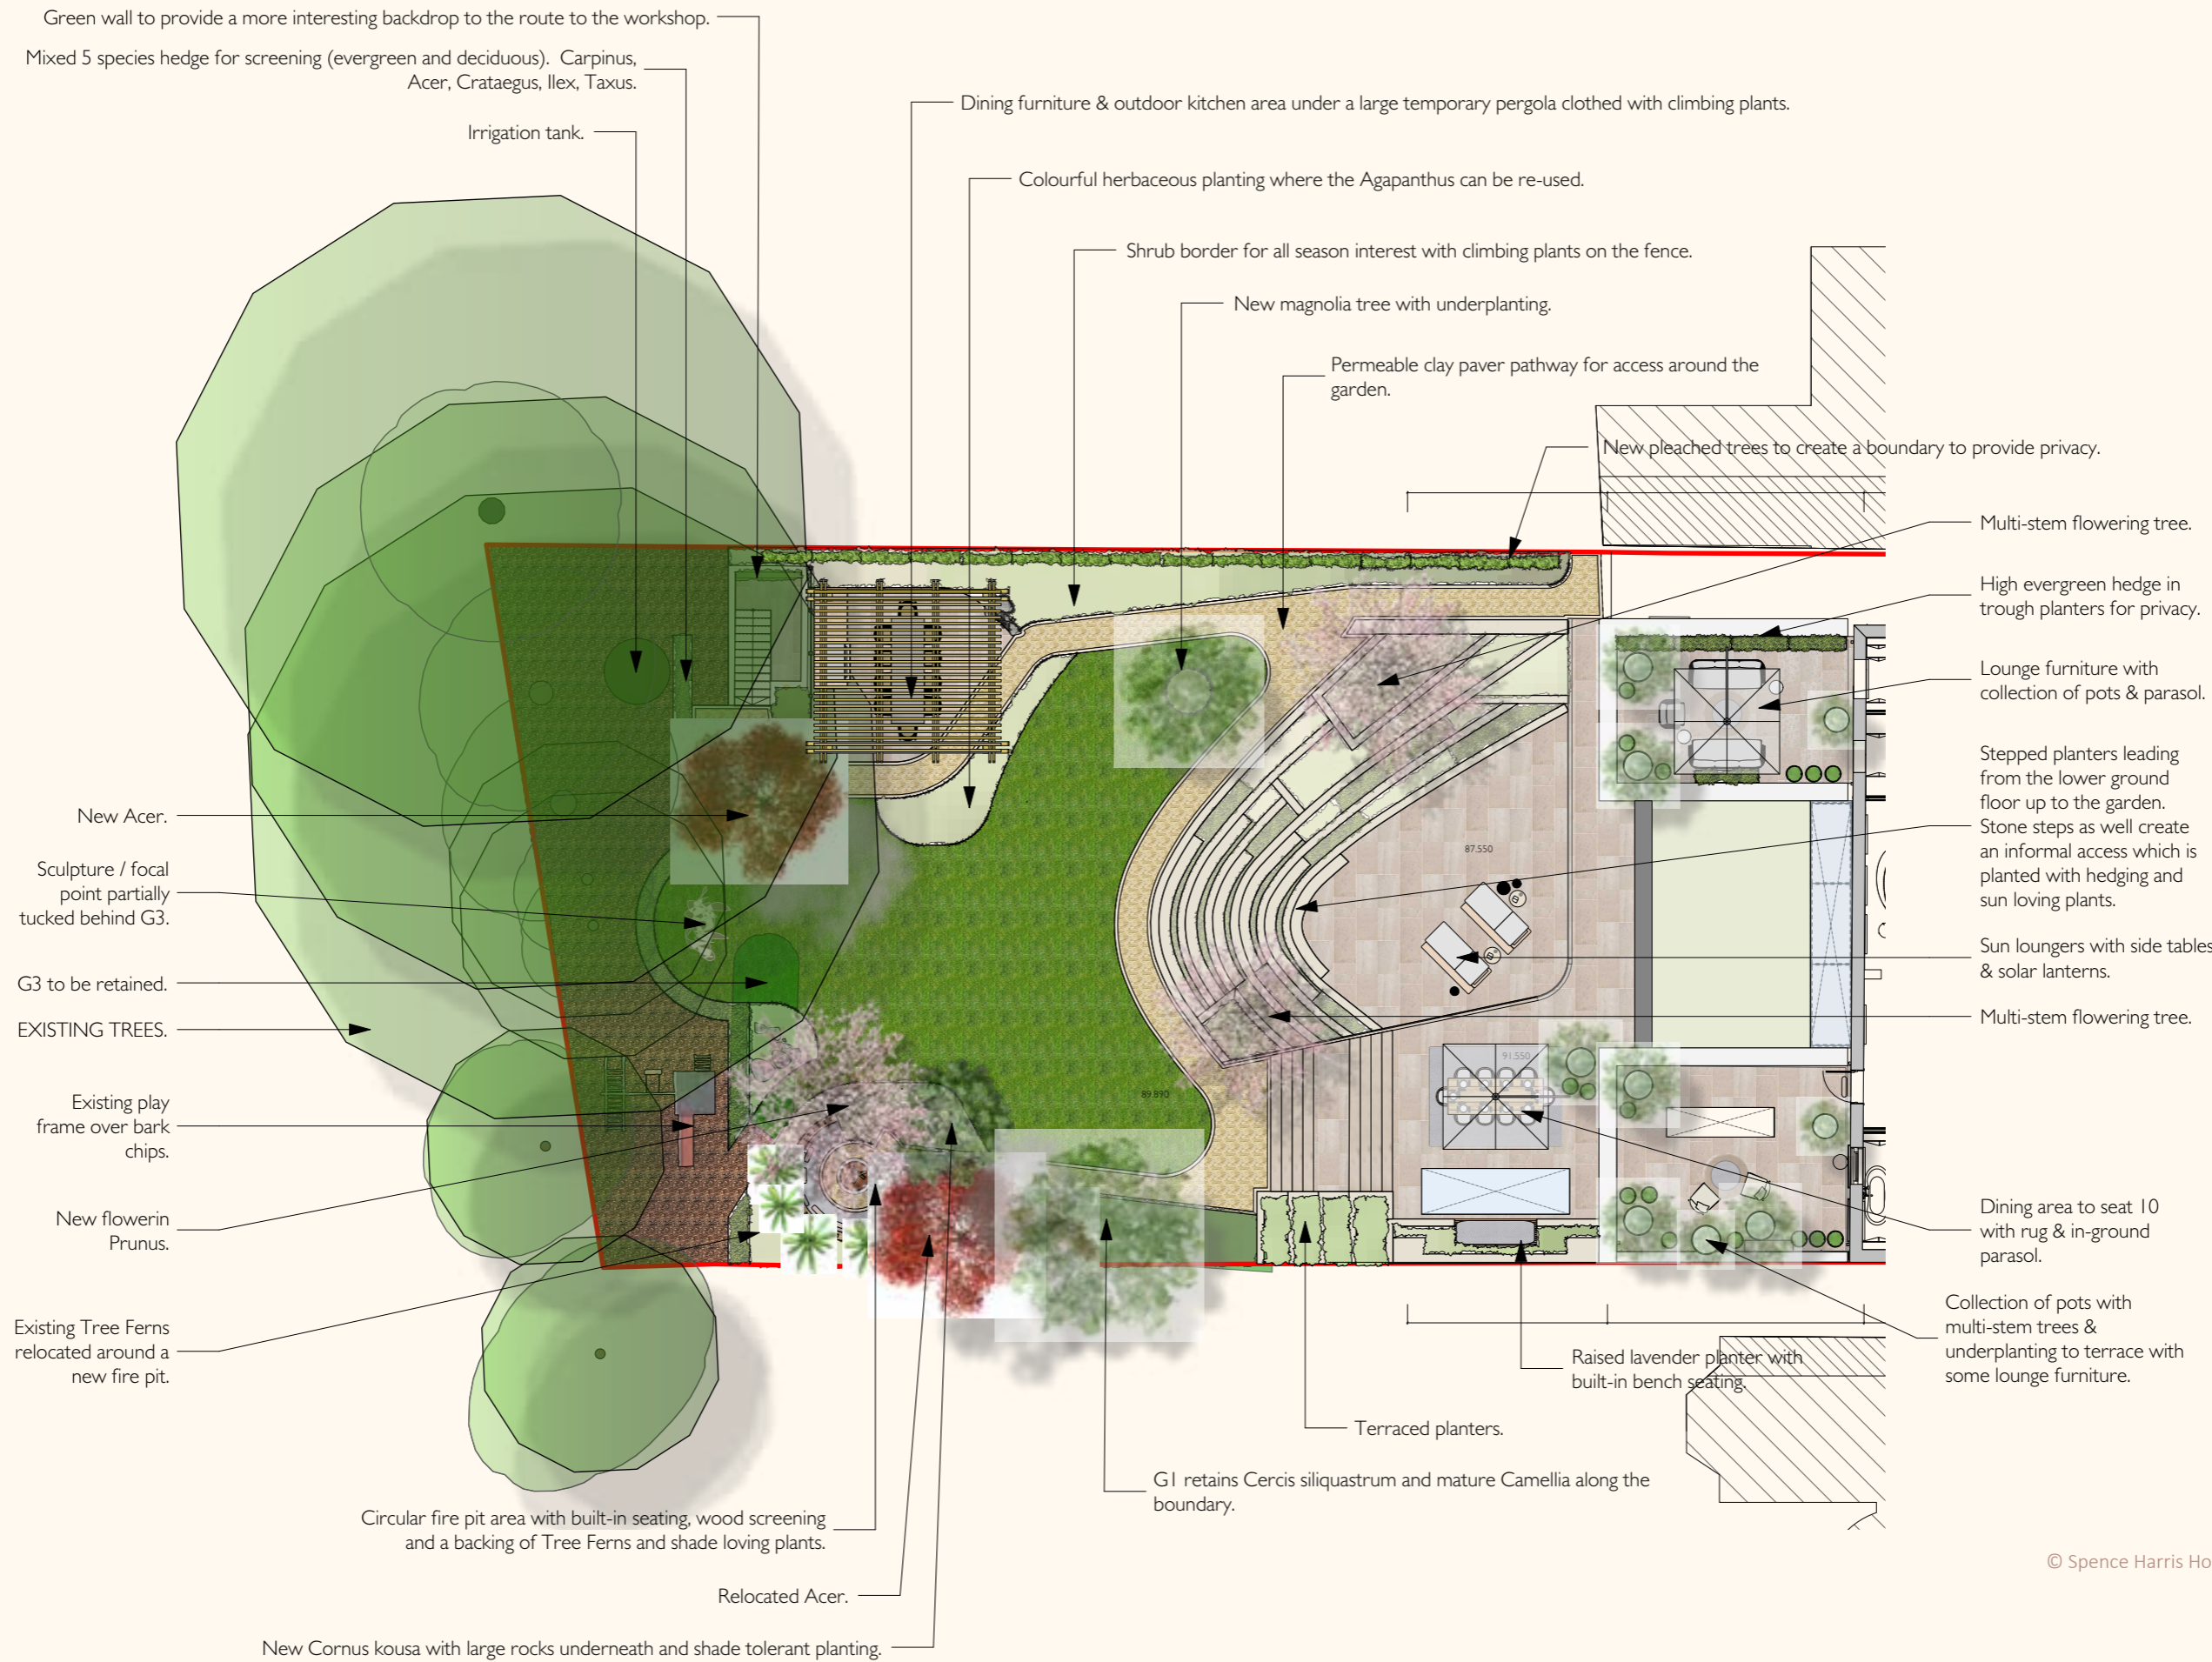 Green wall to provide a more interesting backdrop to the route to the workshop.
Mixed 5 species hedge for screening (evergreen and deciduous).  Carpinus,
Acer, Crataegus, Ilex, Taxus.
Irrigation tank.
Dining furniture & outdoor kitchen area under a large temporary pergola clothed with climbing plants.
Colourful herbaceous planting where the Agapanthus can be re-used.
Shrub border for all season interest with climbing plants on the fence.
New magnolia tree with underplanting.
Permeable clay paver pathway for access around the
garden.
New pleached trees to create a boundary to provide privacy.
Multi-stem flowering tree.
High evergreen hedge in
trough planters for privacy.
Lounge furniture with
collection of pots & parasol.
Stepped planters leading
from the lower ground
floor up to the garden.
Stone steps as well create
an informal access which is
planted with hedging and
sun loving plants.
Sun loungers with side tables
& solar lanterns.
Multi-stem flowering tree.
Dining area to seat 10
with rug & in-ground
parasol.
Collection of pots with
multi-stem trees &
underplanting to terrace with
some lounge furniture.
87.550
91.550
89.890
New Acer.
Sculpture / focal
point partially
tucked behind G3.
G3 to be retained.
EXISTING TREES.
Existing play
frame over bark
chips.
New flowerin
Prunus.
Existing Tree Ferns
relocated around a
new fire pit.
Raised lavender planter with
built-in bench seating.
Terraced planters.
G1 retains Cercis siliquastrum and mature Camellia along the
boundary.
Circular fire pit area with built-in seating, wood screening
and a backing of Tree Ferns and shade loving plants.
Relocated Acer.
New Cornus kousa with large rocks underneath and shade tolerant planting.
© Spence Harris Ho